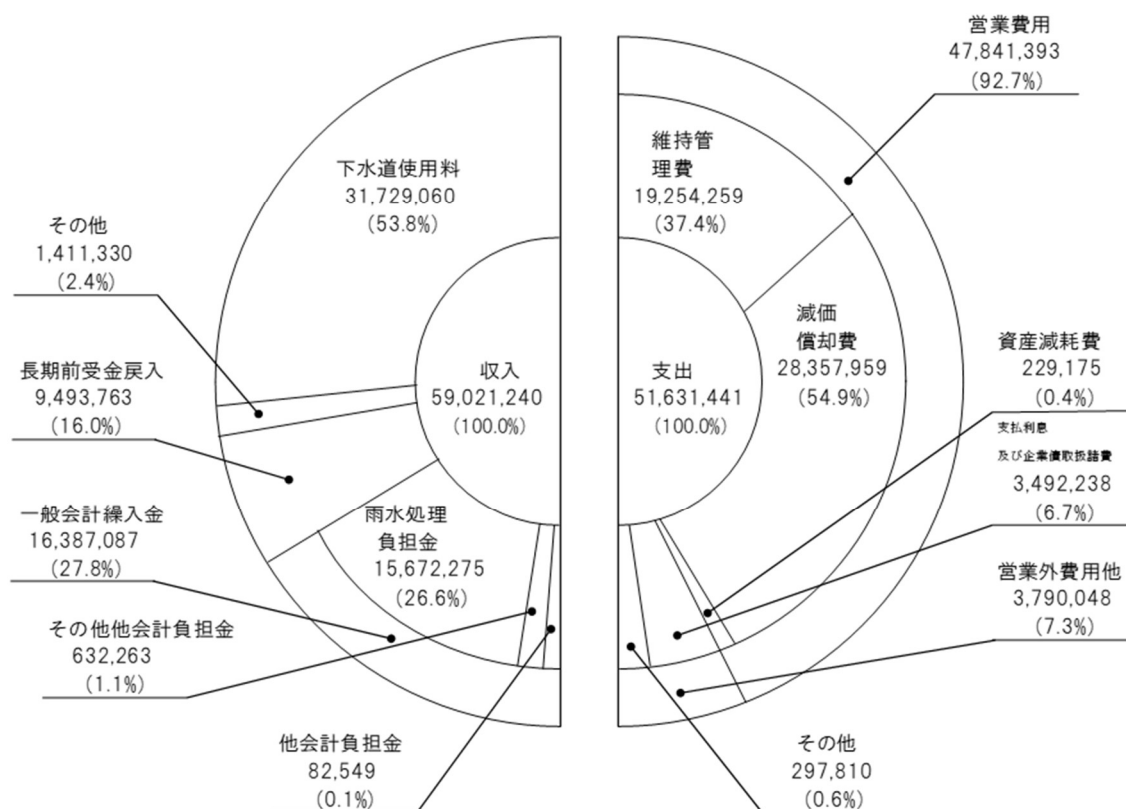 営業費用
47,841,393
(92.7%)
下水道使用料
31,729,060
(53.8%)
維持管
理費
19,254,259
(37.4%)
その他
1,411,330
(2.4%)
長期前受金戻入
9,493,763
(16.0%)
収入
59,021,240
(100.0%)
支出
51,631,441
(100.0%)
減価
償却費
28,357,959
(54.9%)
資産減耗費
229,175
(0.4%)
支払利息
及び企業債取扱諸費
3,492,238
(6.7%)
一般会計繰入金
16,387,087
(27.8%)
雨水処理
負担金
15,672,275
(26.6%)
営業外費用他
3,790,048
(7.3%)
その他他会計負担金
632,263
(1.1%)
他会計負担金
82,549
(0.1%)
その他
297,810
(0.6%)